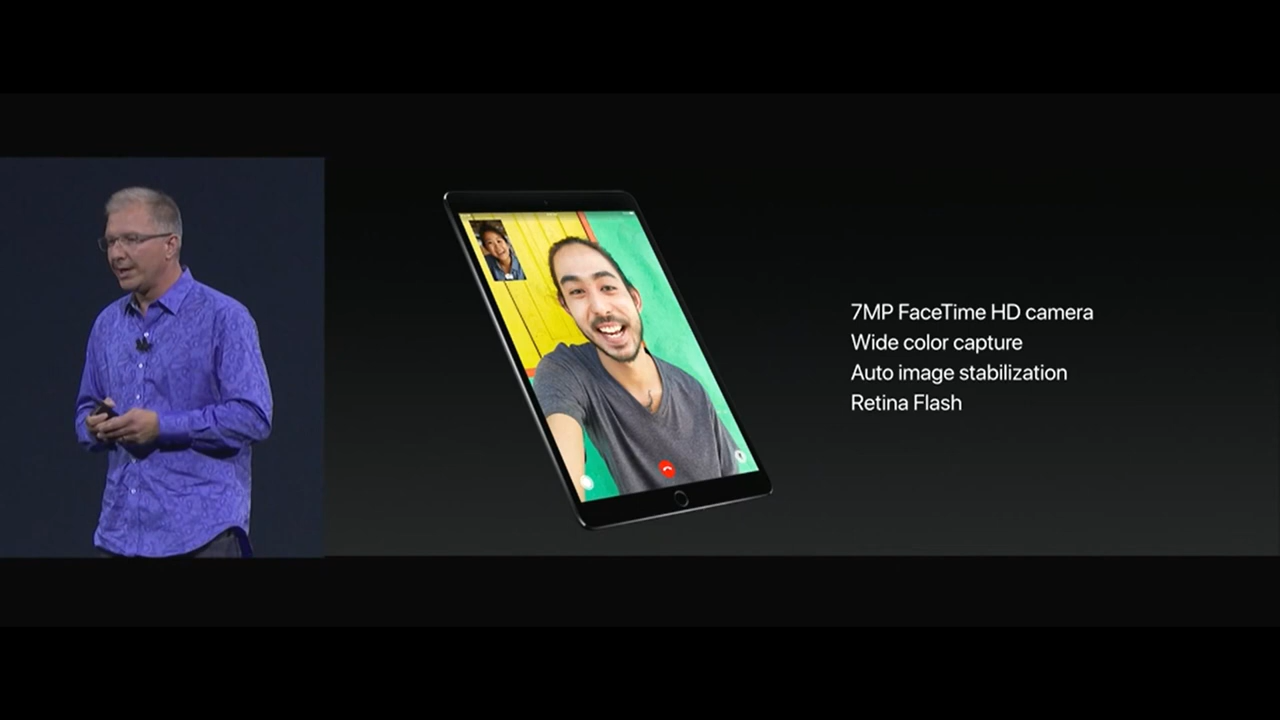 7MP FaceTime HD camera
Wide color capture
Auto image stabilization
Retina Flash